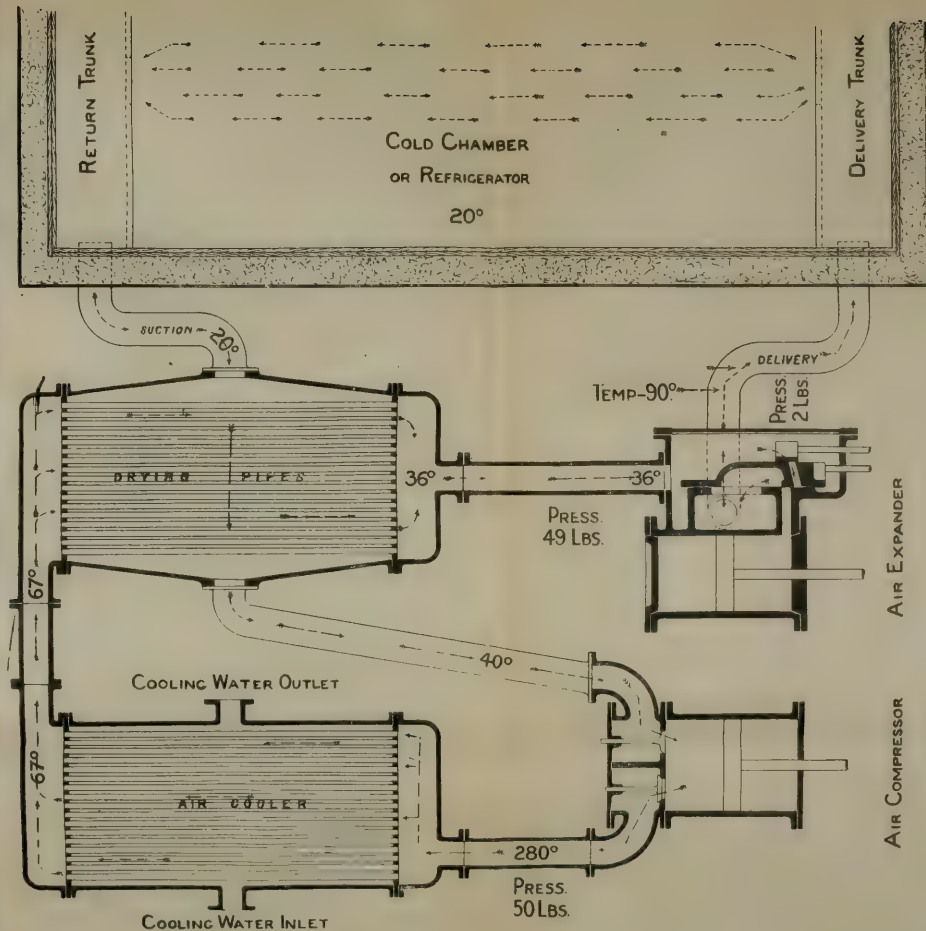 RETURN TRUNK
DELIVERY TRUNK
COLD CHAMBER
OR REFRIGERATOR
20°
SUCTION
20°
DELIVERY
TEMP-90°.
PRESS.
2 LBS.
DRYING PIPES
36°
36°
PRESS.
49 LBS.
AIR EXPANDER
67°
40°
COOLING WATER OUTLET
67°
AIR COOLER
280°
PRESS.
50 LBS.
AIR COMPRESSOR
COOLING WATER INLET